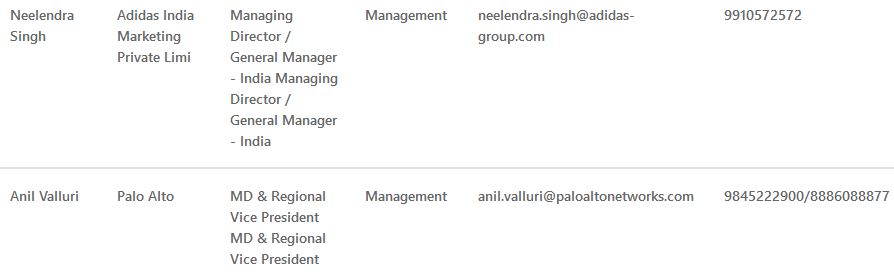 Neelendra Singh
Adidas India Marketing Private Limi
Managing Director / General Manager - India Managing Director / General Manager - India
Management
neelendra.singh@adidas-group.com
9910572572
Anil Valluri
Palo Alto
MD & Regional Vice President MD & Regional Vice President
Management
anil.valluri@paloaltonetworks.com
9845222900/8886088877